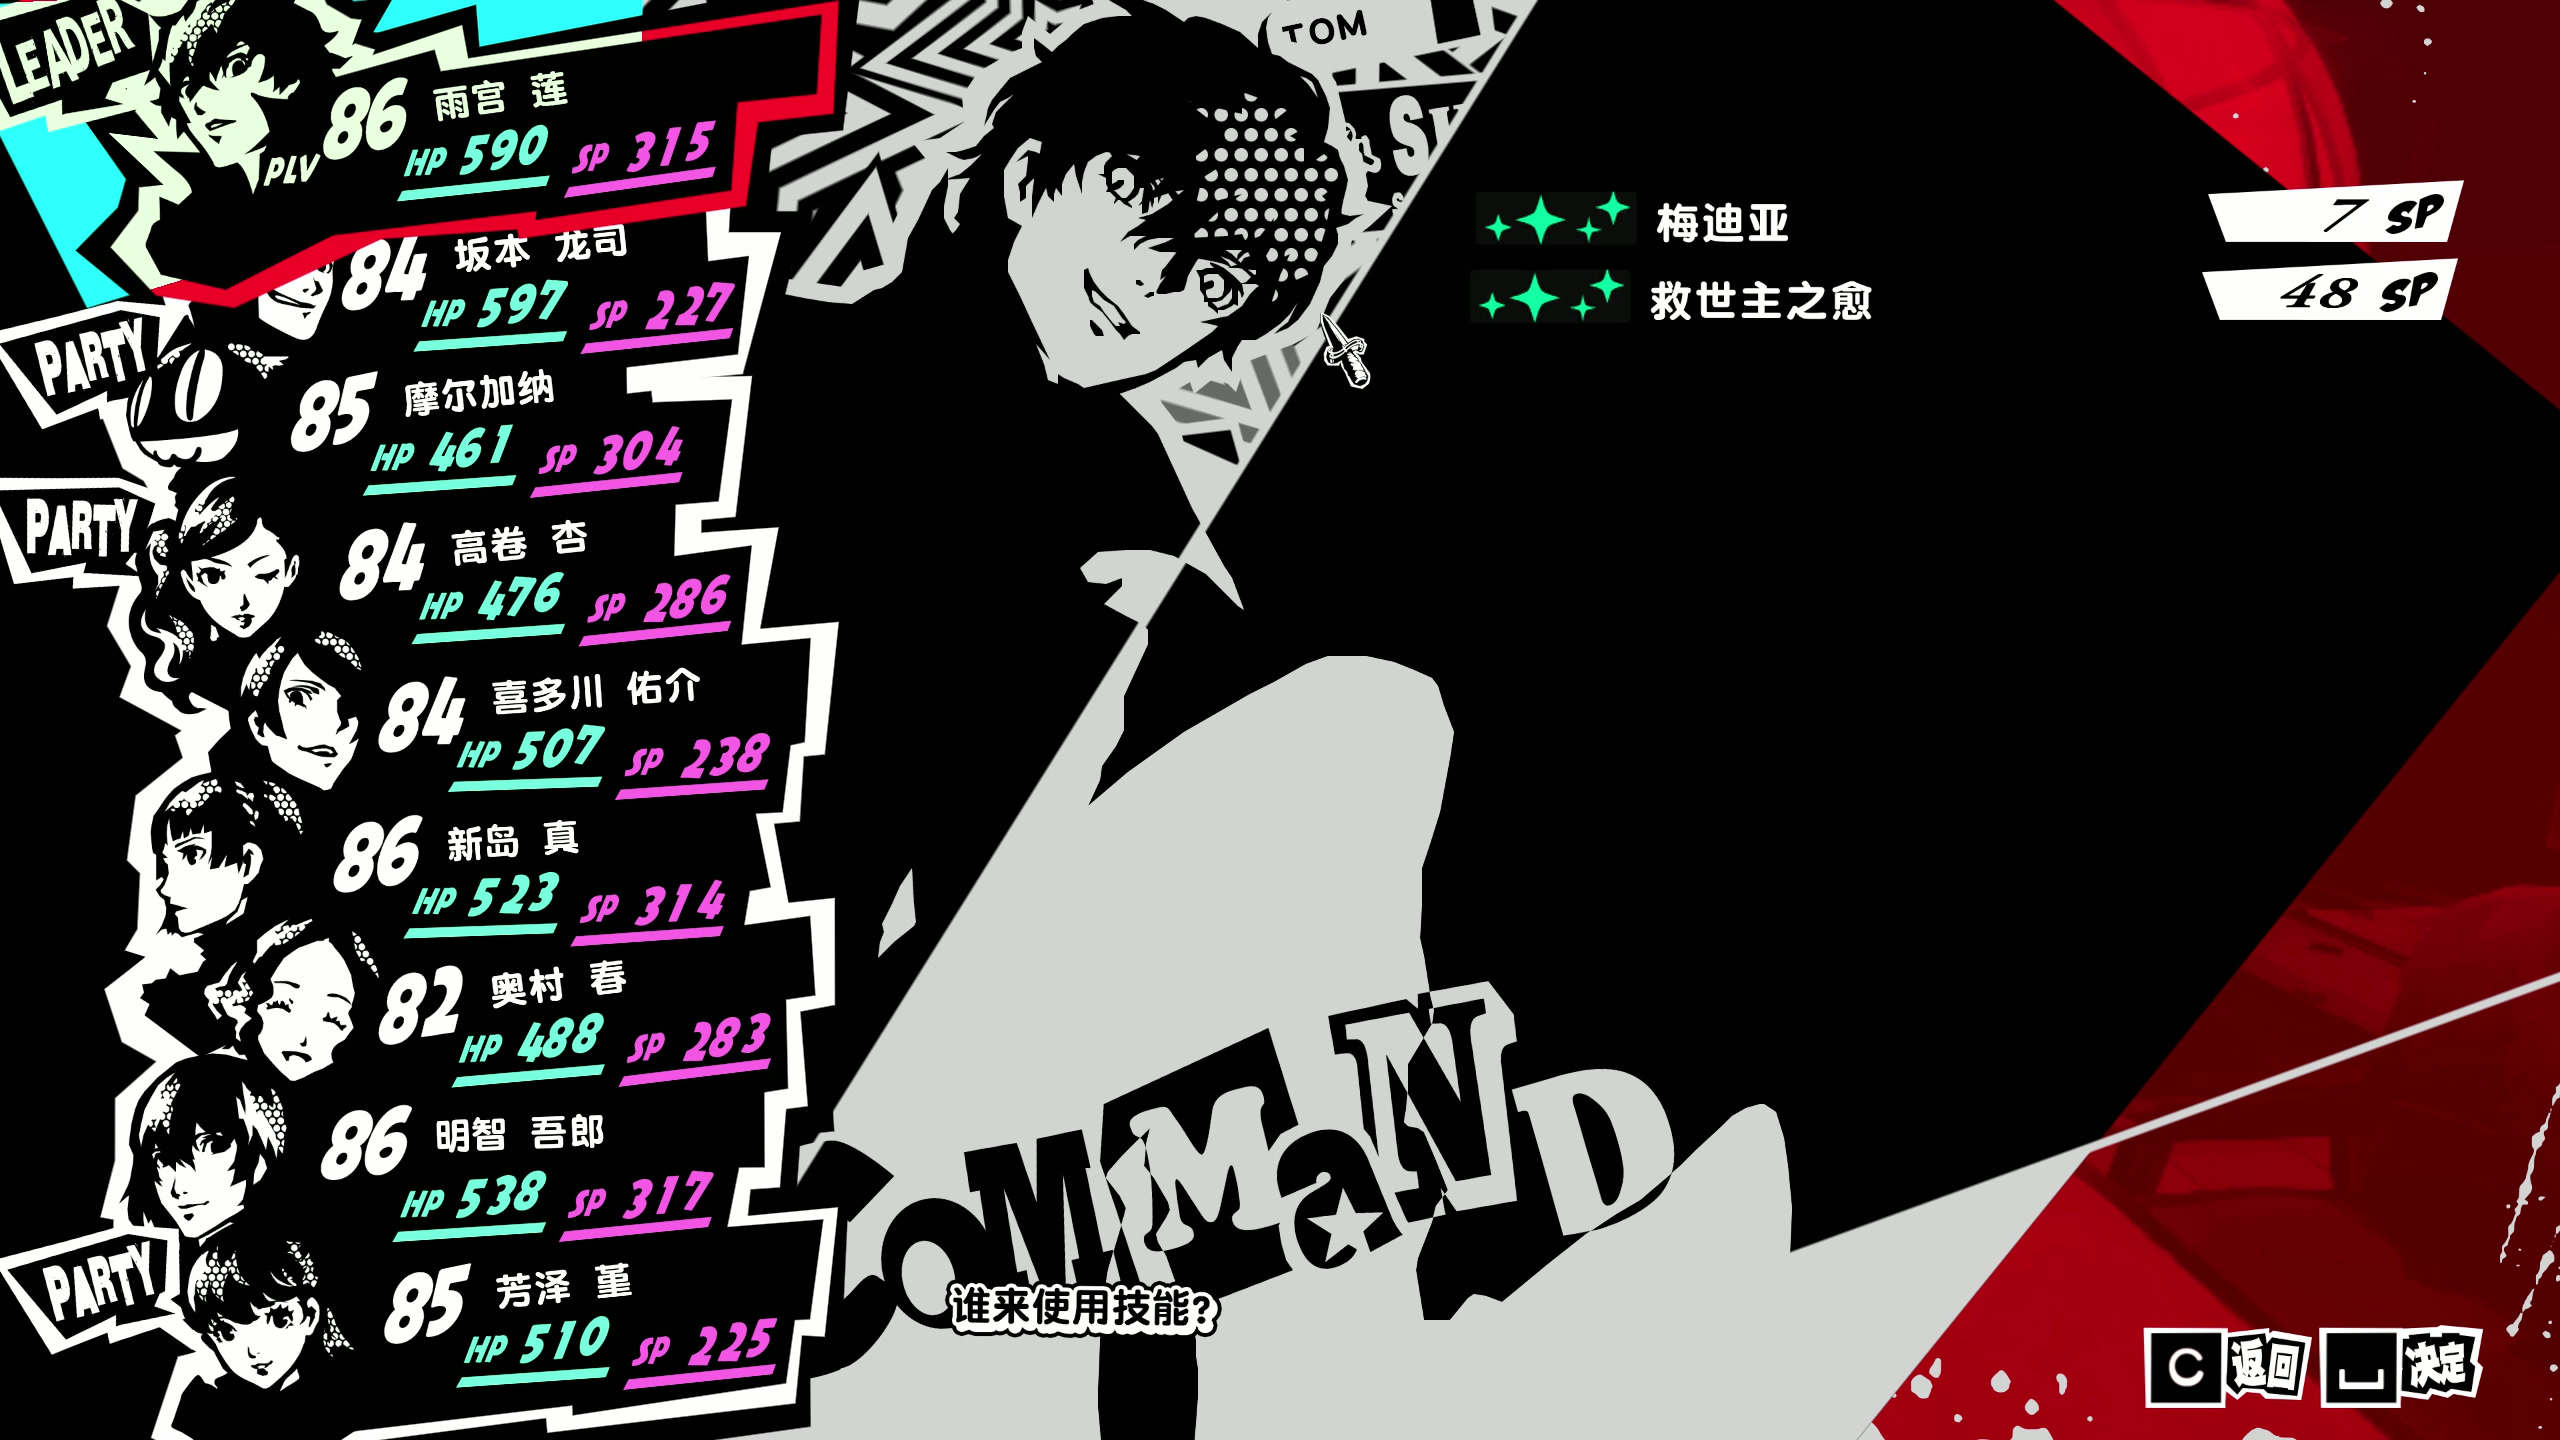 LEADER
PLV 86 雨宫 莲
HP 590 SP 315
84 坂本 龙司
HP 597 SP 227
PARTY
85 摩尔加纳
HP 461 SP 304
PARTY
84 高卷 杏
HP 476 SP 286
84 喜多川 佑介
HP 507 SP 238
86 新岛 真
HP 523 SP 314
82 奥村 春
HP 488 SP 283
86 明智 吾郎
HP 538 SP 317
PARTY
85 芳泽 堇
HP 510 SP 225
TOM
梅迪亚 7 SP
救世主之愈 48 SP
COMMaND
谁来使用技能?
C 返回 决定